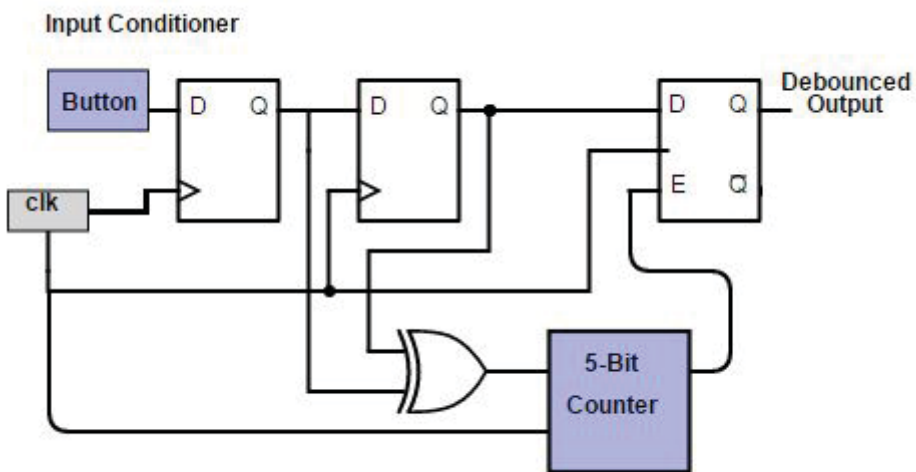 Input Conditioner
Button
D Q
D Q
D Q
Debounced
Output
clk
E Q̅
5-Bit
Counter